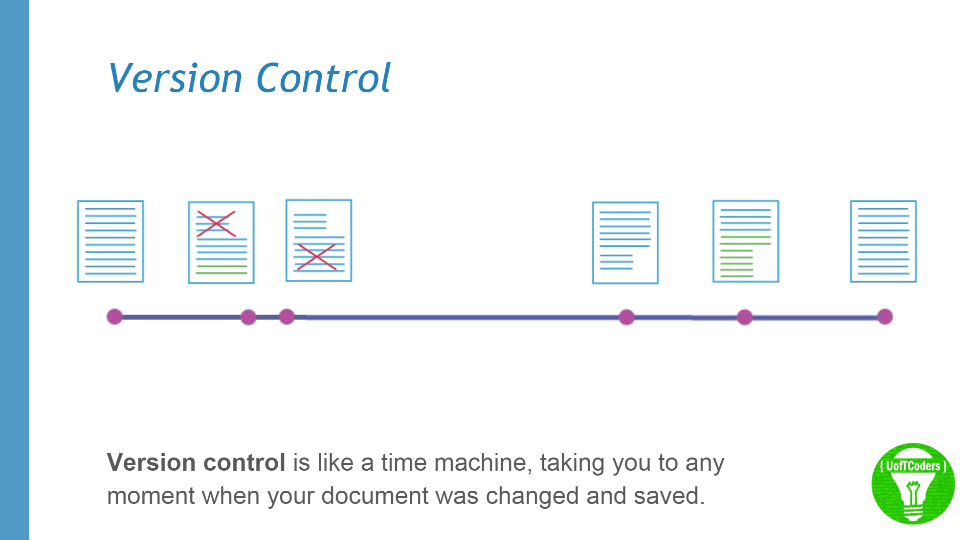 Version Control
Version control is like a time machine, taking you to any
moment when your document was changed and saved.
{ UofTCoders }